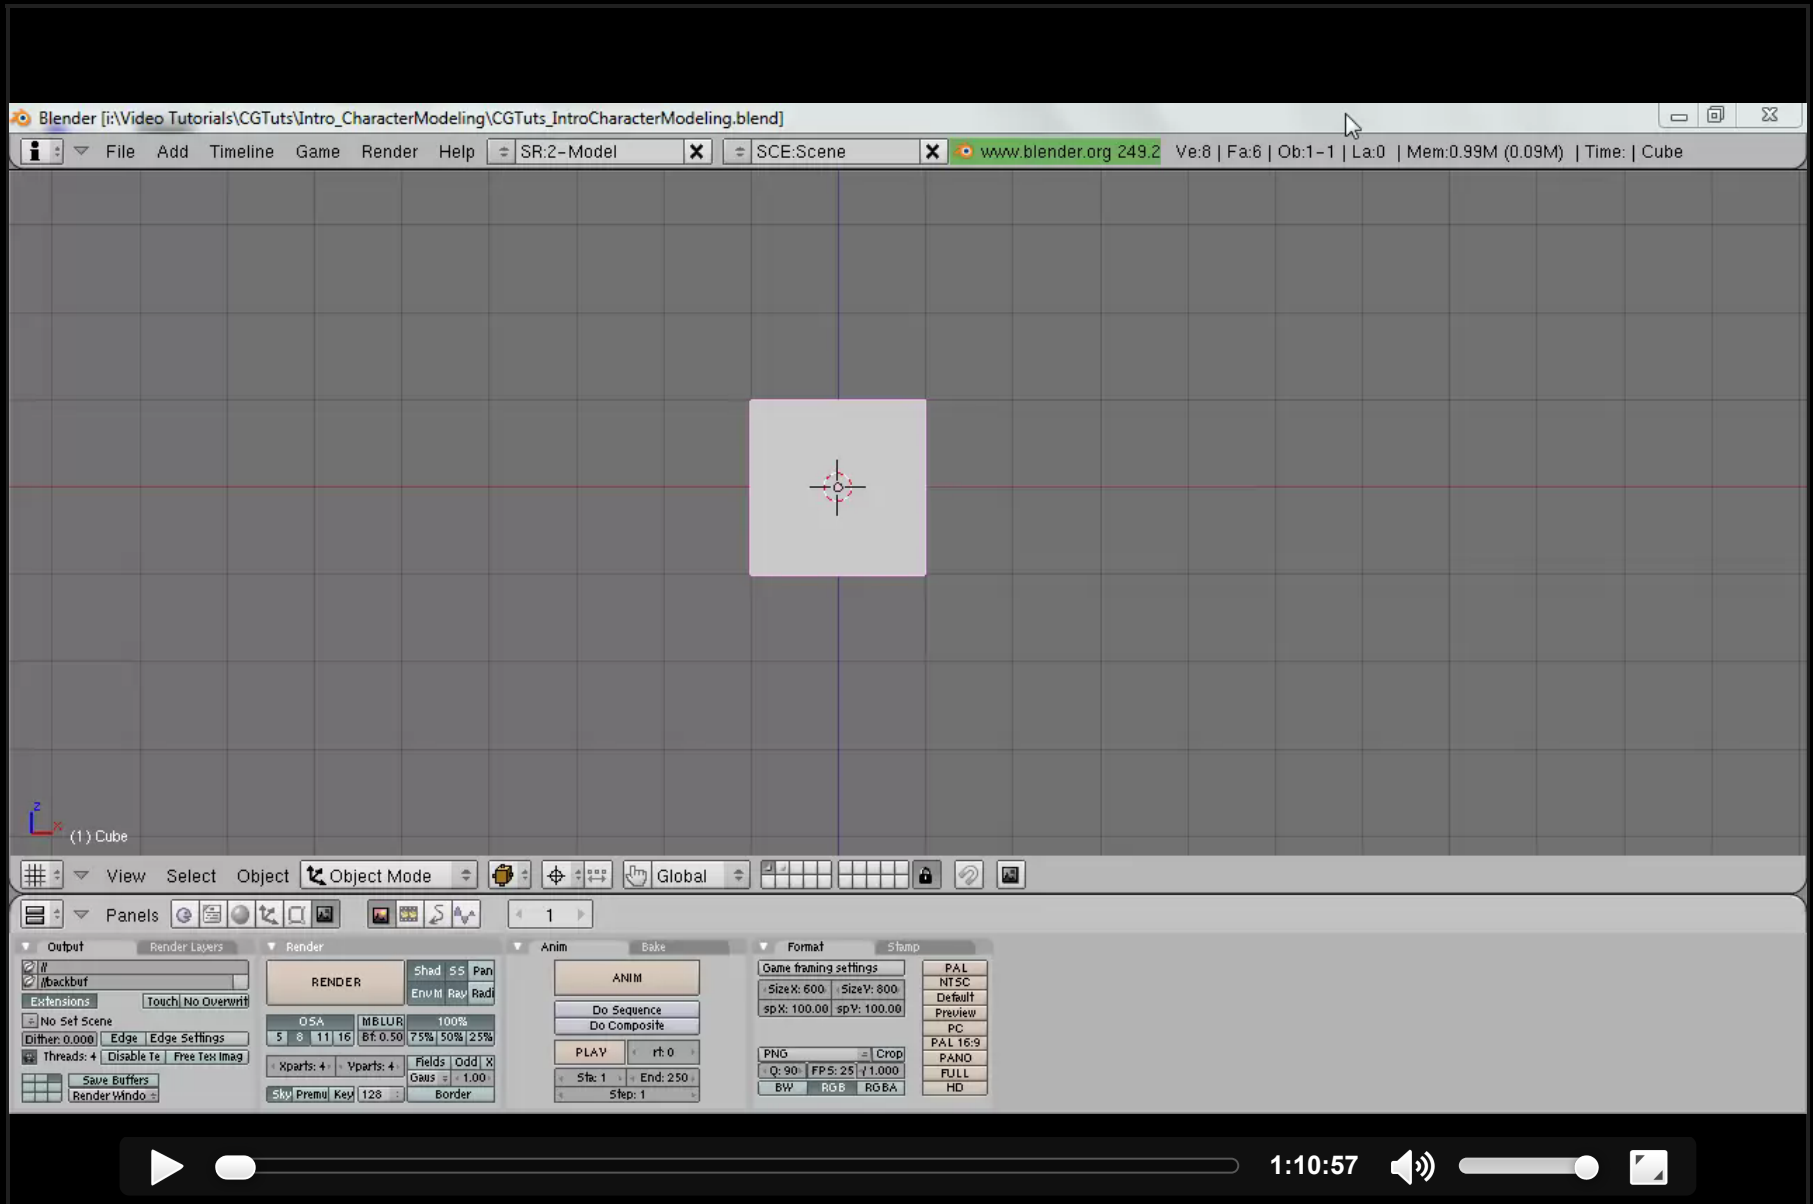 Blender [i:\Video Tutorials\CGTuts\Intro_CharacterModeling\CGTuts_IntroCharacterModeling.blend]
File Add Timeline Game Render Help SR:2-Model X SCE:Scene X www.blender.org 249.2 Ve:8 | Fa:6 | Ob:1-1 | La:0 | Mem:0.99M (0.09M) | Time: | Cube
z
x
(1) Cube
View Select Object Object Mode Global
Panels 1
Output Render Layers Render Anim Bake Format Stamp
//
//backbuf
Extensions Touch No Overwrit
No Set Scene
Dither: 0.000 Edge Edge Settings
Threads: 4 Disable Te Free Tex Imag
Save Buffers
Render Windo
RENDER Shad SS Pan
EnvM Ray Radi
OSA MBLUR 100%
5 8 11 16 Bf: 0.50 75% 50% 25%
Xparts: 4 Yparts: 4 Fields Odd X
Gaus 1.00
Sky Premu Key 128 Border
ANIM
Do Sequence
Do Composite
PLAY rt: 0
Sta: 1 End: 250
Step: 1
Game framing settings
SizeX: 600 SizeY: 800
spX: 100.00 spY: 100.00
PNG Crop
Q: 90 FPS: 25 /1.000
BW RGB RGBA
PAL
NTSC
Default
Preview
PC
PAL 16:9
PANO
FULL
HD
1:10:57